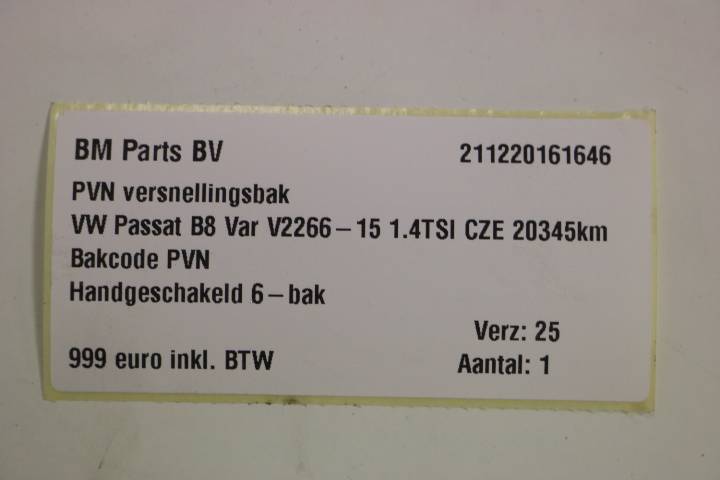 BM Parts BV 211220161646
PVN versnellingsbak
VW Passat B8 Var V2266-15 1.4TSI CZE 20345km
Bakcode PVN
Handgeschakeld 6-bak
Verz: 25
999 euro inkl. BTW Aantal: 1